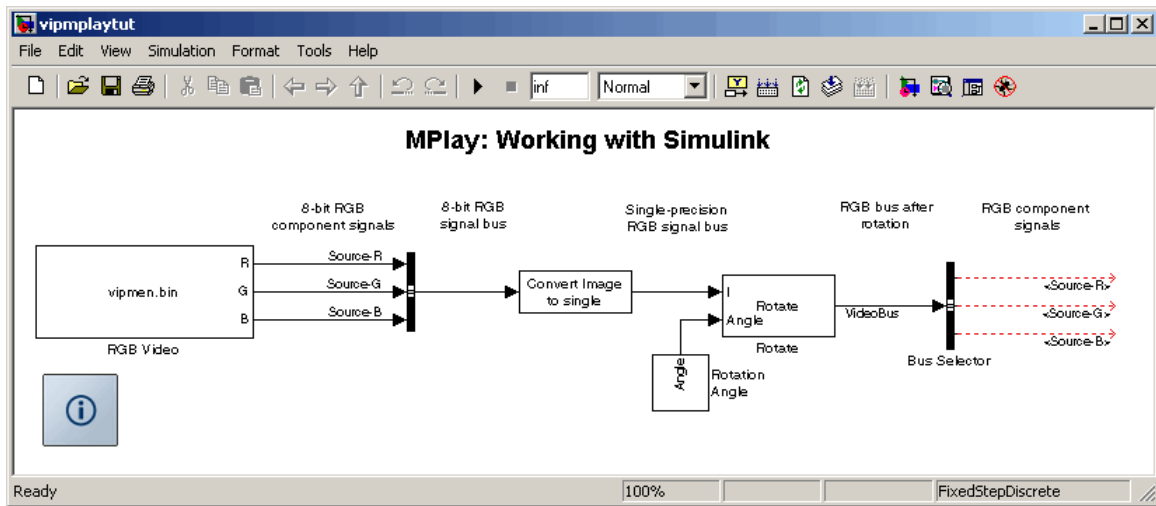 vipmplaytut
File Edit View Simulation Format Tools Help
inf Normal
MPlay: Working with Simulink
8-bit RGB
component signals
8-bit RGB
signal bus
Single-precision
RGB signal bus
RGB bus after
rotation
RGB component
signals
vipmen.bin
R
G
B
RGB Video
Source-R
Source-G
Source-B
Convert Image
to single
I
Rotate
Angle
Rotate
Angle
Rotation
Angle
VideoBus
Bus Selector
<Source-R>
<Source-G>
<Source-B>
Ready 100% FixedStepDiscrete